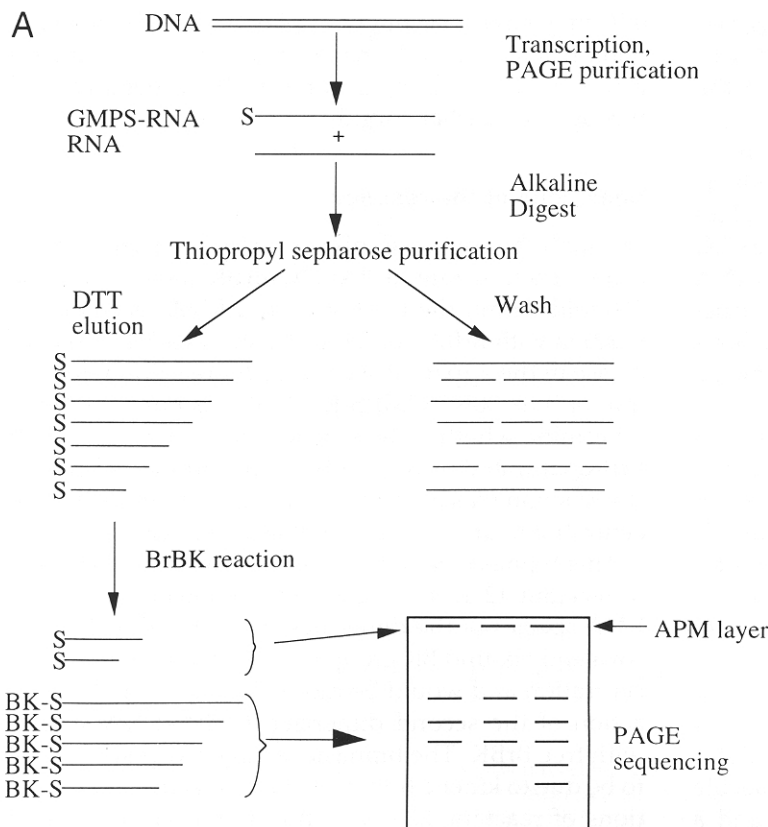 A
DNA
Transcription,
PAGE purification
GMPS-RNA
RNA
S
+
Alkaline
Digest
Thiopropyl sepharose purification
DTT
elution
Wash
S
S
S
S
S
S
S
BrBK reaction
S
S
APM layer
BK-S
BK-S
BK-S
BK-S
BK-S
PAGE
sequencing